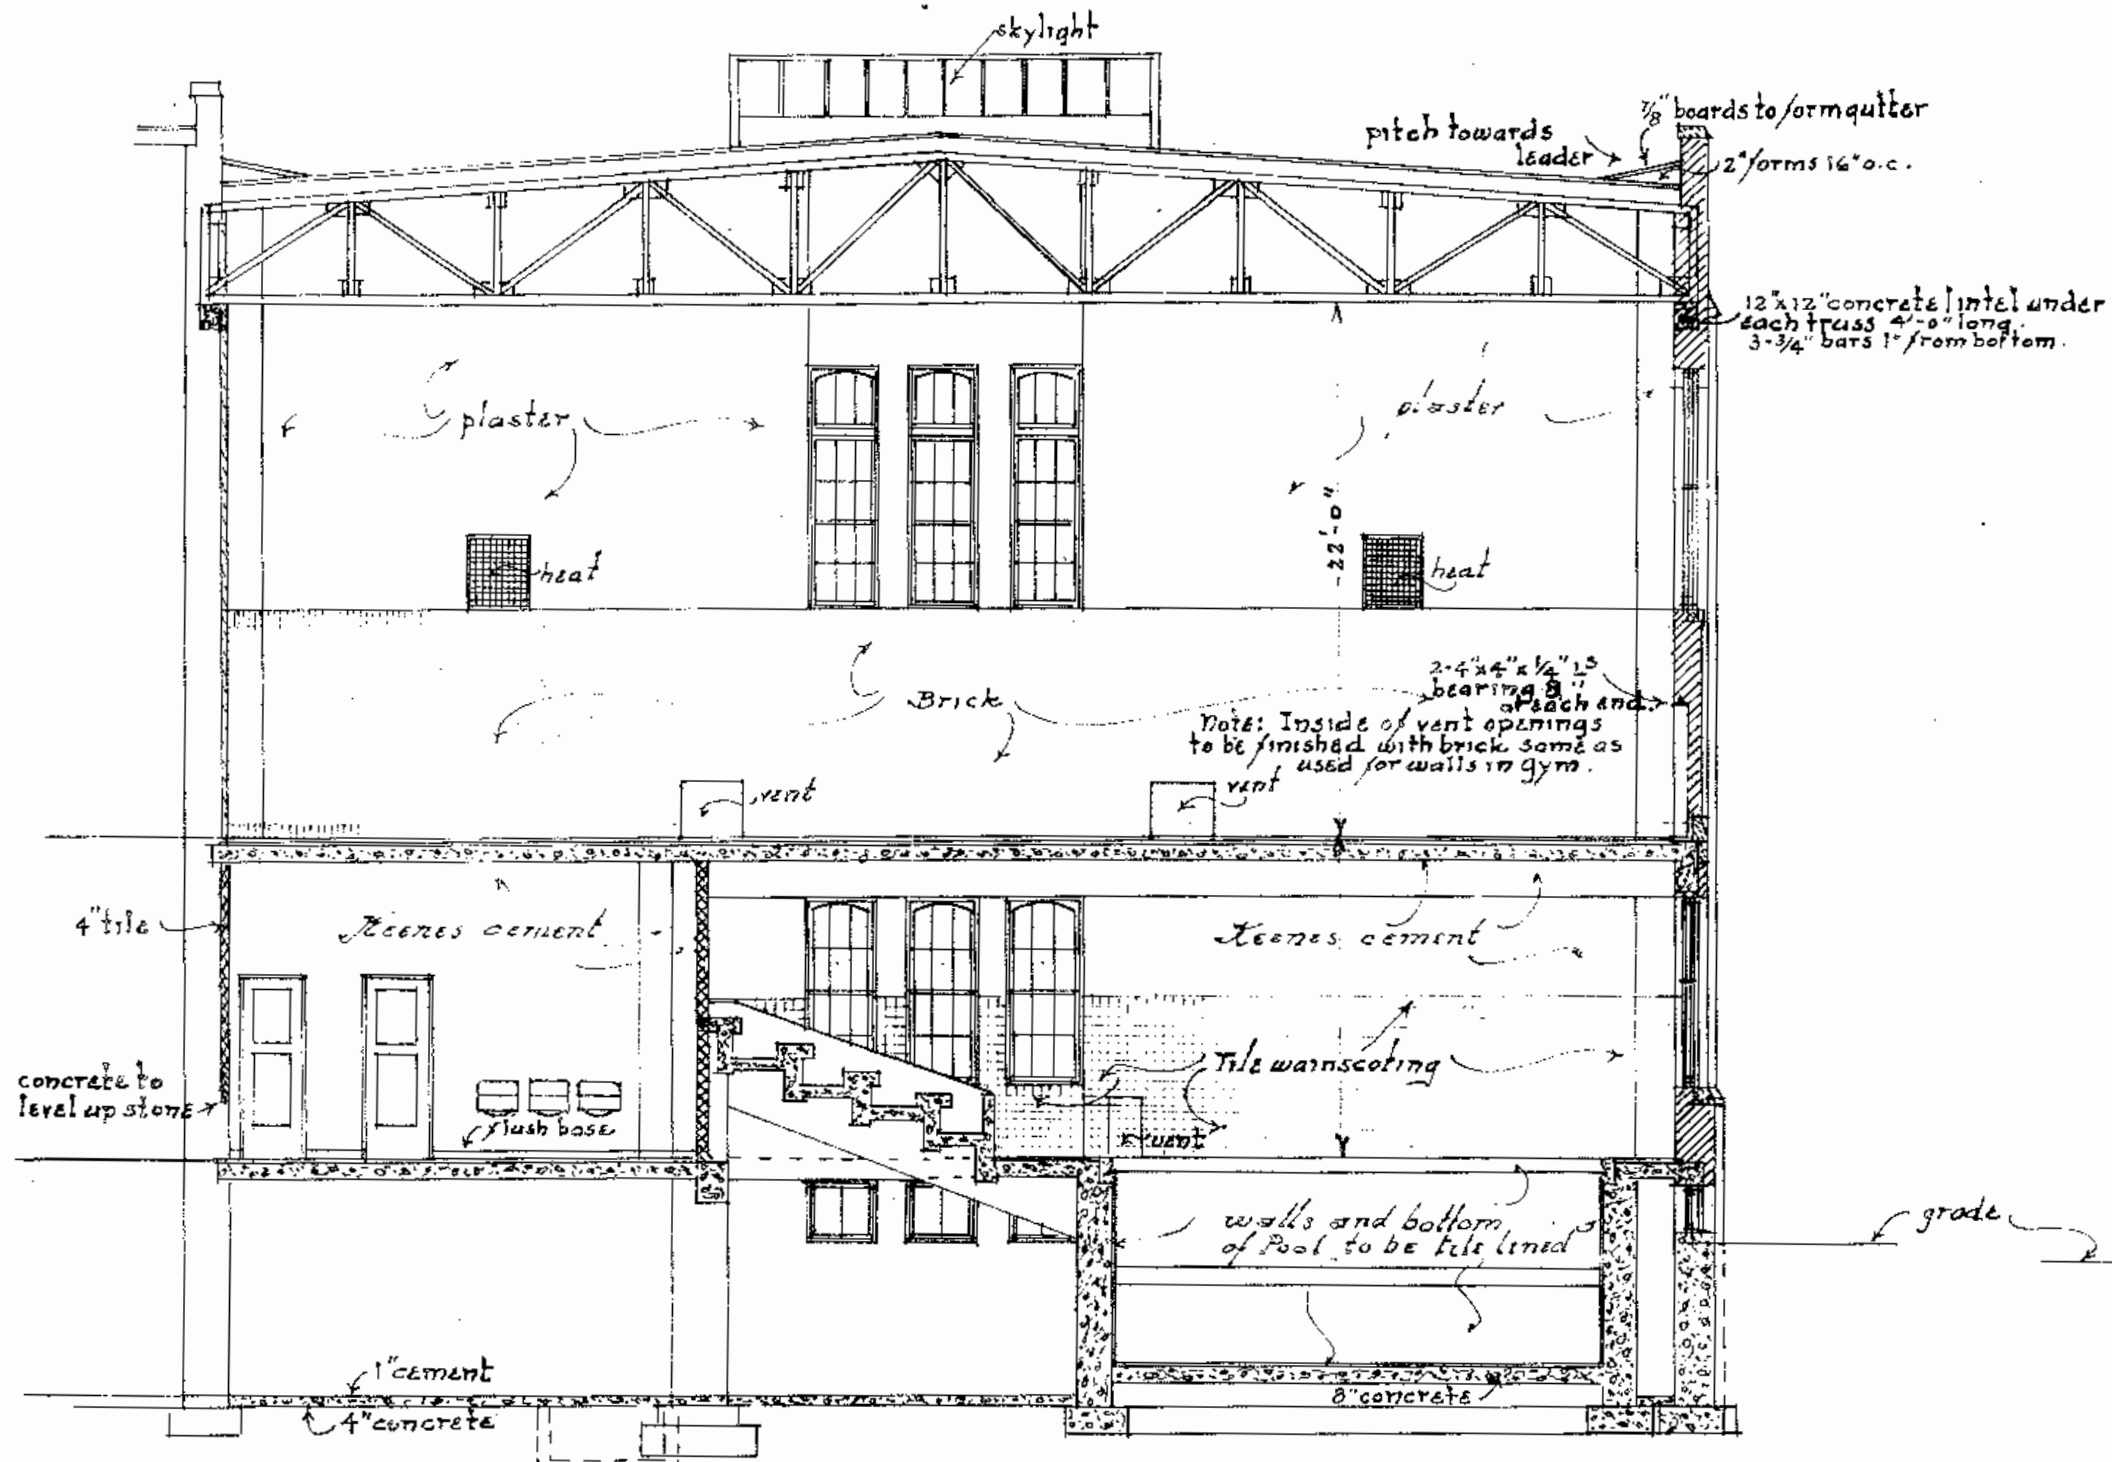 skylight
7/8" boards to form gutter
pitch towards
leader
2" forms 16" o.c.
12"x12" concrete lintel under
each truss 4'-0" long.
3-3/4" bars 1" from bottom.
plaster
plaster
22'-0"
heat
heat
2-4"x4"x1/4" Ls
bearing 8"
at each end.
Brick
Note: Inside of vent openings
to be finished with brick same as
used for walls in gym.
vent
vent
4" tile
Keenes cement
Keenes cement
Tile wainscoting
concrete to
level up stone
flush base
vent
walls and bottom
of Pool to be tile lined
grade
1" cement
4" concrete
8" concrete